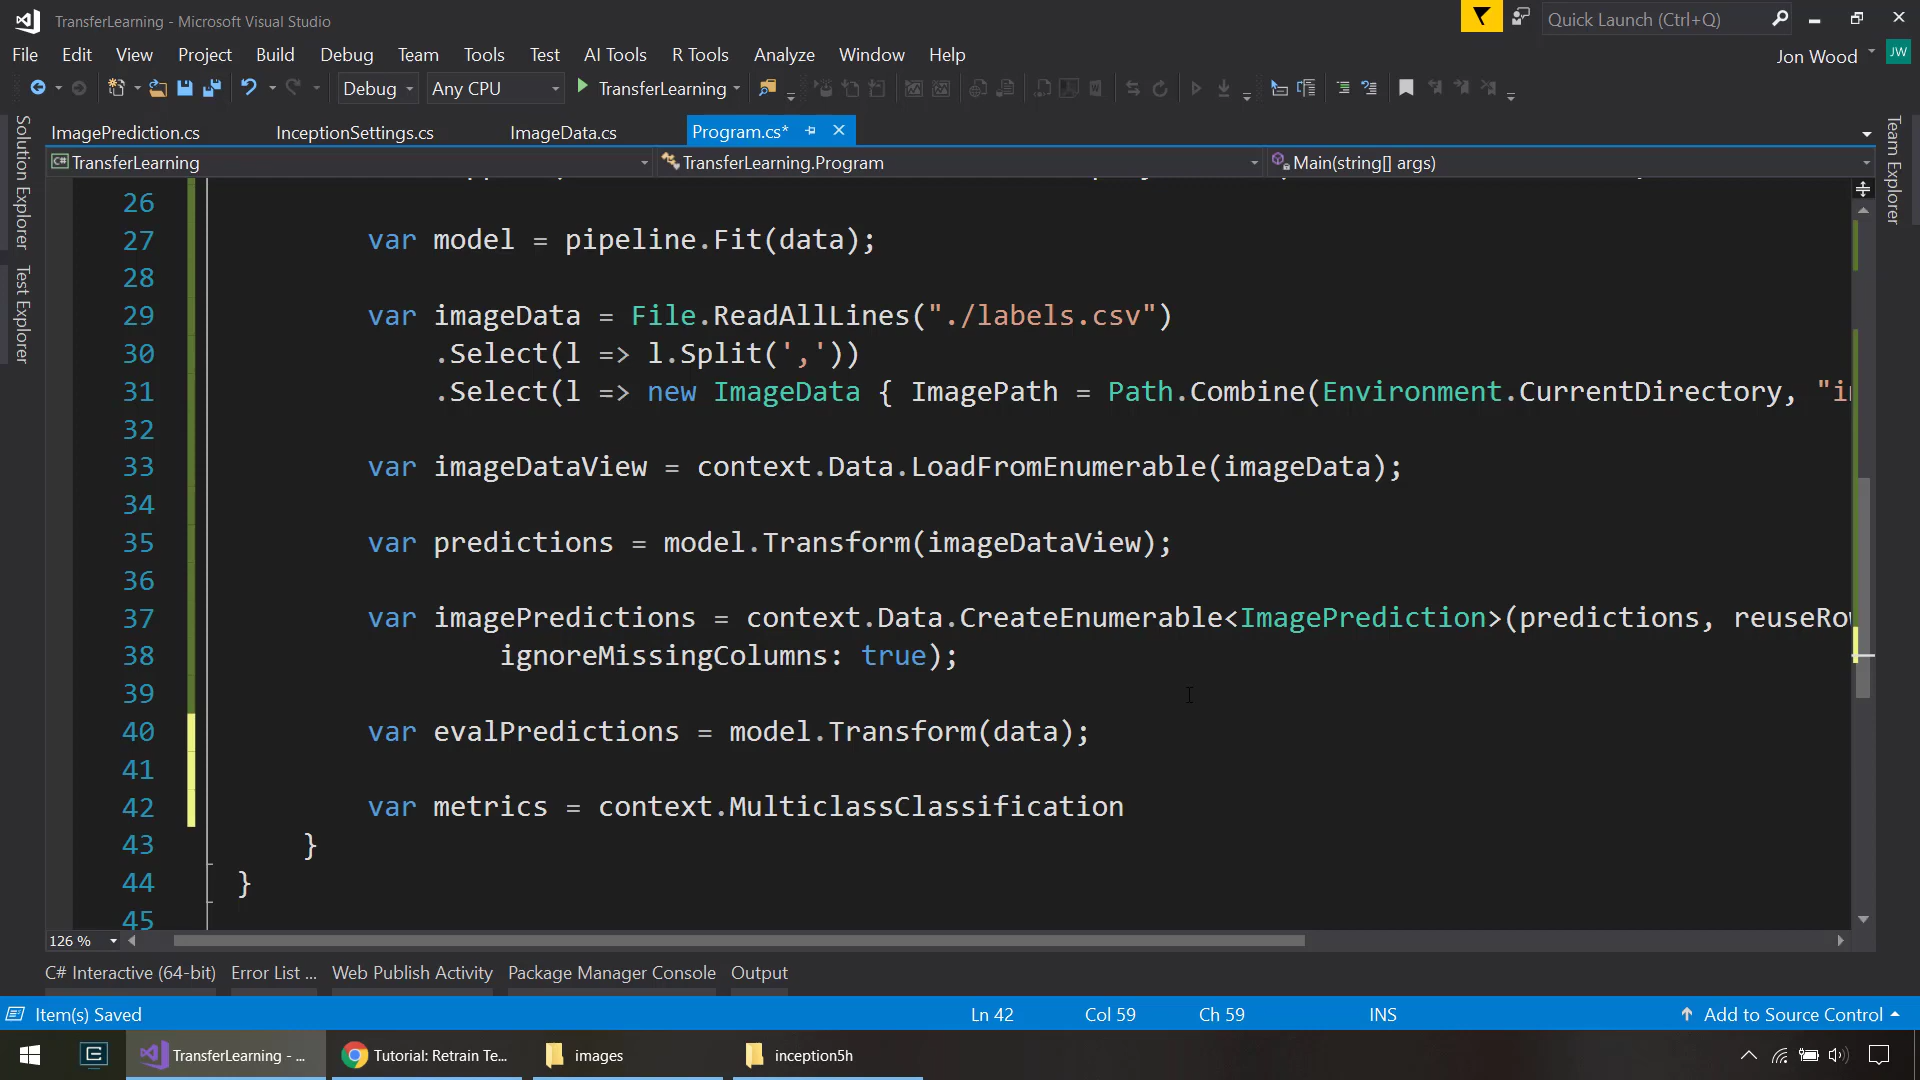 TransferLearning - Microsoft Visual Studio
Quick Launch (Ctrl+Q)
File Edit View Project Build Debug Team Tools Test AI Tools R Tools Analyze Window Help
Jon Wood JW
Debug Any CPU TransferLearning
ImagePrediction.cs InceptionSettings.cs ImageData.cs Program.cs*
C# TransferLearning TransferLearning.Program Main(string[] args)
Solution Explorer
Test Explorer
Team Explorer
26
27 var model = pipeline.Fit(data);
28
29 var imageData = File.ReadAllLines("./labels.csv")
30 .Select(l => l.Split(','))
31 .Select(l => new ImageData { ImagePath = Path.Combine(Environment.CurrentDirectory,
32
33 var imageDataView = context.Data.LoadFromEnumerable(imageData);
34
35 var predictions = model.Transform(imageDataView);
36
37 var imagePredictions = context.Data.CreateEnumerable<ImagePrediction>(predictions, reuseRo
38 ignoreMissingColumns: true);
39
40 var evalPredictions = model.Transform(data);
41
42 var metrics = context.MulticlassClassification
43 }
44 }
45
126 %
C# Interactive (64-bit) Error List ... Web Publish Activity Package Manager Console Output
Item(s) Saved Ln 42 Col 59 Ch 59 INS Add to Source Control
TransferLearning - ... Tutorial: Retrain Te... images inception5h